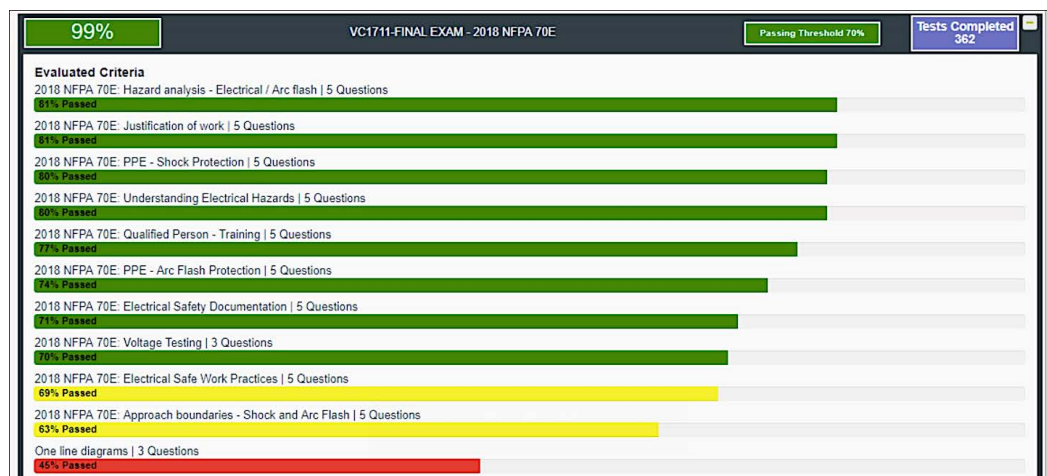 99%
VC1711-FINAL EXAM - 2018 NFPA 70E
Passing Threshold 70%
Tests Completed
362
Evaluated Criteria
2018 NFPA 70E: Hazard analysis - Electrical / Arc flash | 5 Questions
81% Passed
2018 NFPA 70E: Justification of work | 5 Questions
81% Passed
2018 NFPA 70E: PPE - Shock Protection | 5 Questions
80% Passed
2018 NFPA 70E: Understanding Electrical Hazards | 5 Questions
80% Passed
2018 NFPA 70E: Qualified Person - Training | 5 Questions
77% Passed
2018 NFPA 70E: PPE - Arc Flash Protection | 5 Questions
74% Passed
2018 NFPA 70E: Electrical Safety Documentation | 5 Questions
71% Passed
2018 NFPA 70E: Voltage Testing | 3 Questions
70% Passed
2018 NFPA 70E: Electrical Safe Work Practices | 5 Questions
69% Passed
2018 NFPA 70E: Approach boundaries - Shock and Arc Flash | 5 Questions
63% Passed
One line diagrams | 3 Questions
45% Passed